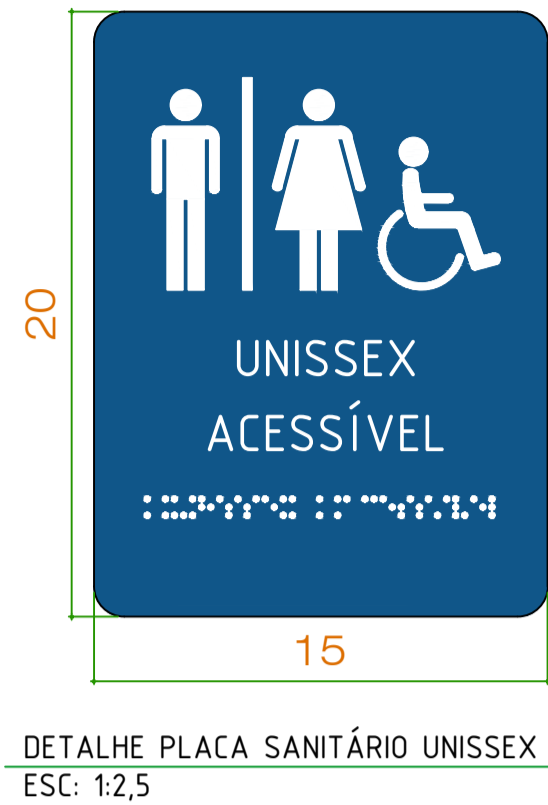 20
UNISSEX
ACESSÍVEL
15
DETALHE PLACA SANITÁRIO UNISSEX
ESC: 1:2,5